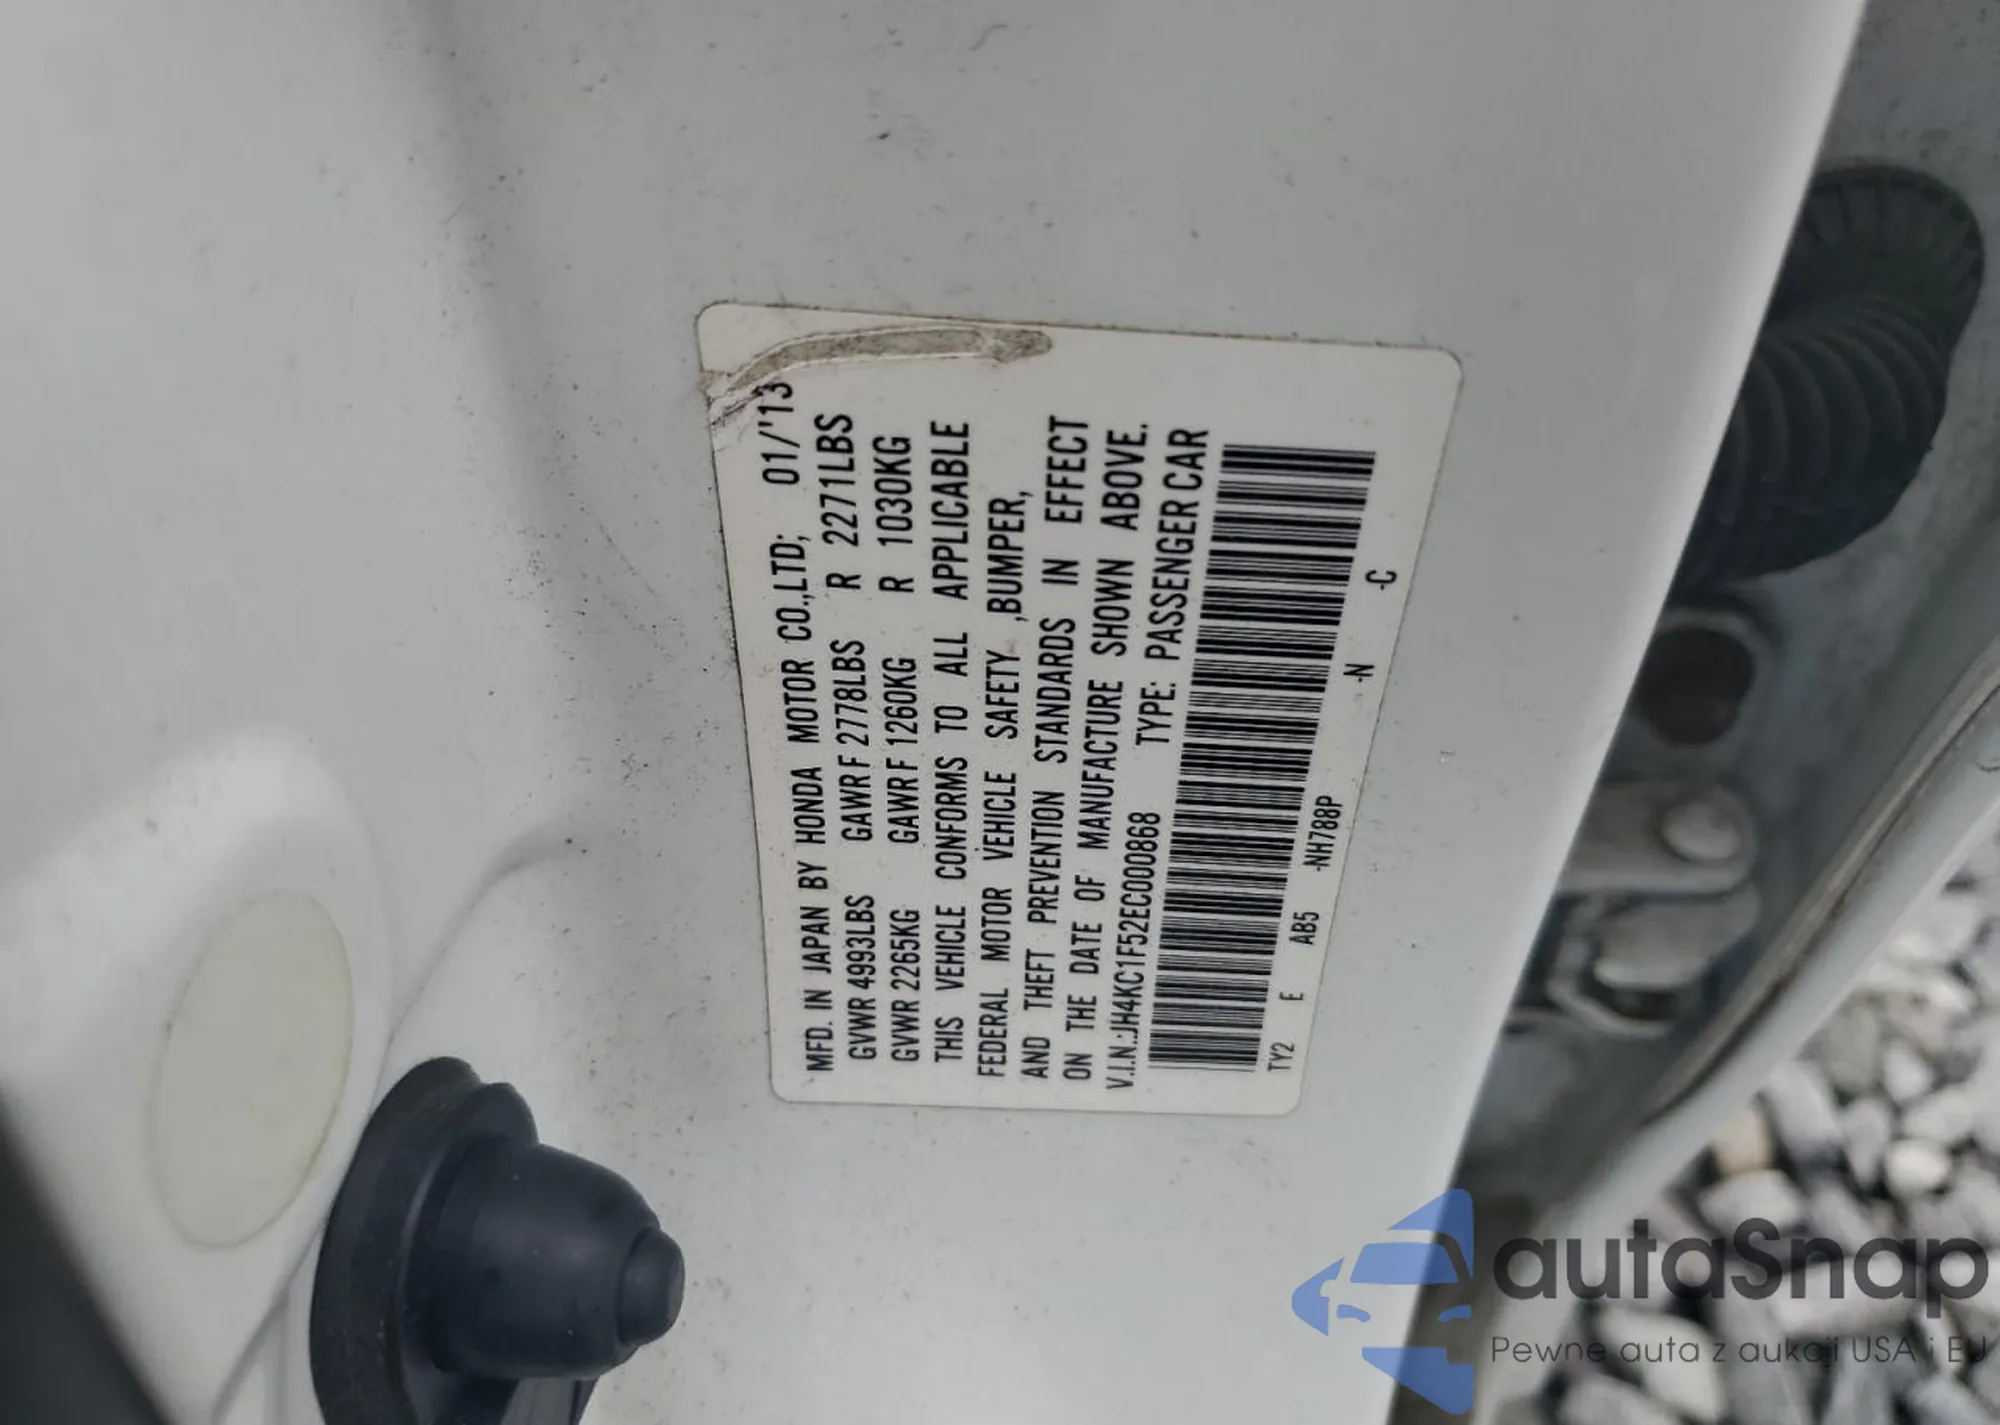 MFD. IN JAPAN BY HONDA MOTOR CO.,LTD; 01/'13
GVWR 4993LBS GAWR F 2778LBS R 2271LBS
GVWR 2265KG GAWR F 1260KG R 1030KG
THIS VEHICLE CONFORMS TO ALL APPLICABLE
FEDERAL MOTOR VEHICLE SAFETY ,BUMPER,
AND THEFT PREVENTION STANDARDS IN EFFECT
ON THE DATE OF MANUFACTURE SHOWN ABOVE.
V.I.N.:JH4KC1F52EC000868 TYPE: PASSENGER CAR
TY2 E AB5 -NH788P -N -C
autaSnap
Pewne auta z aukcji USA i EU